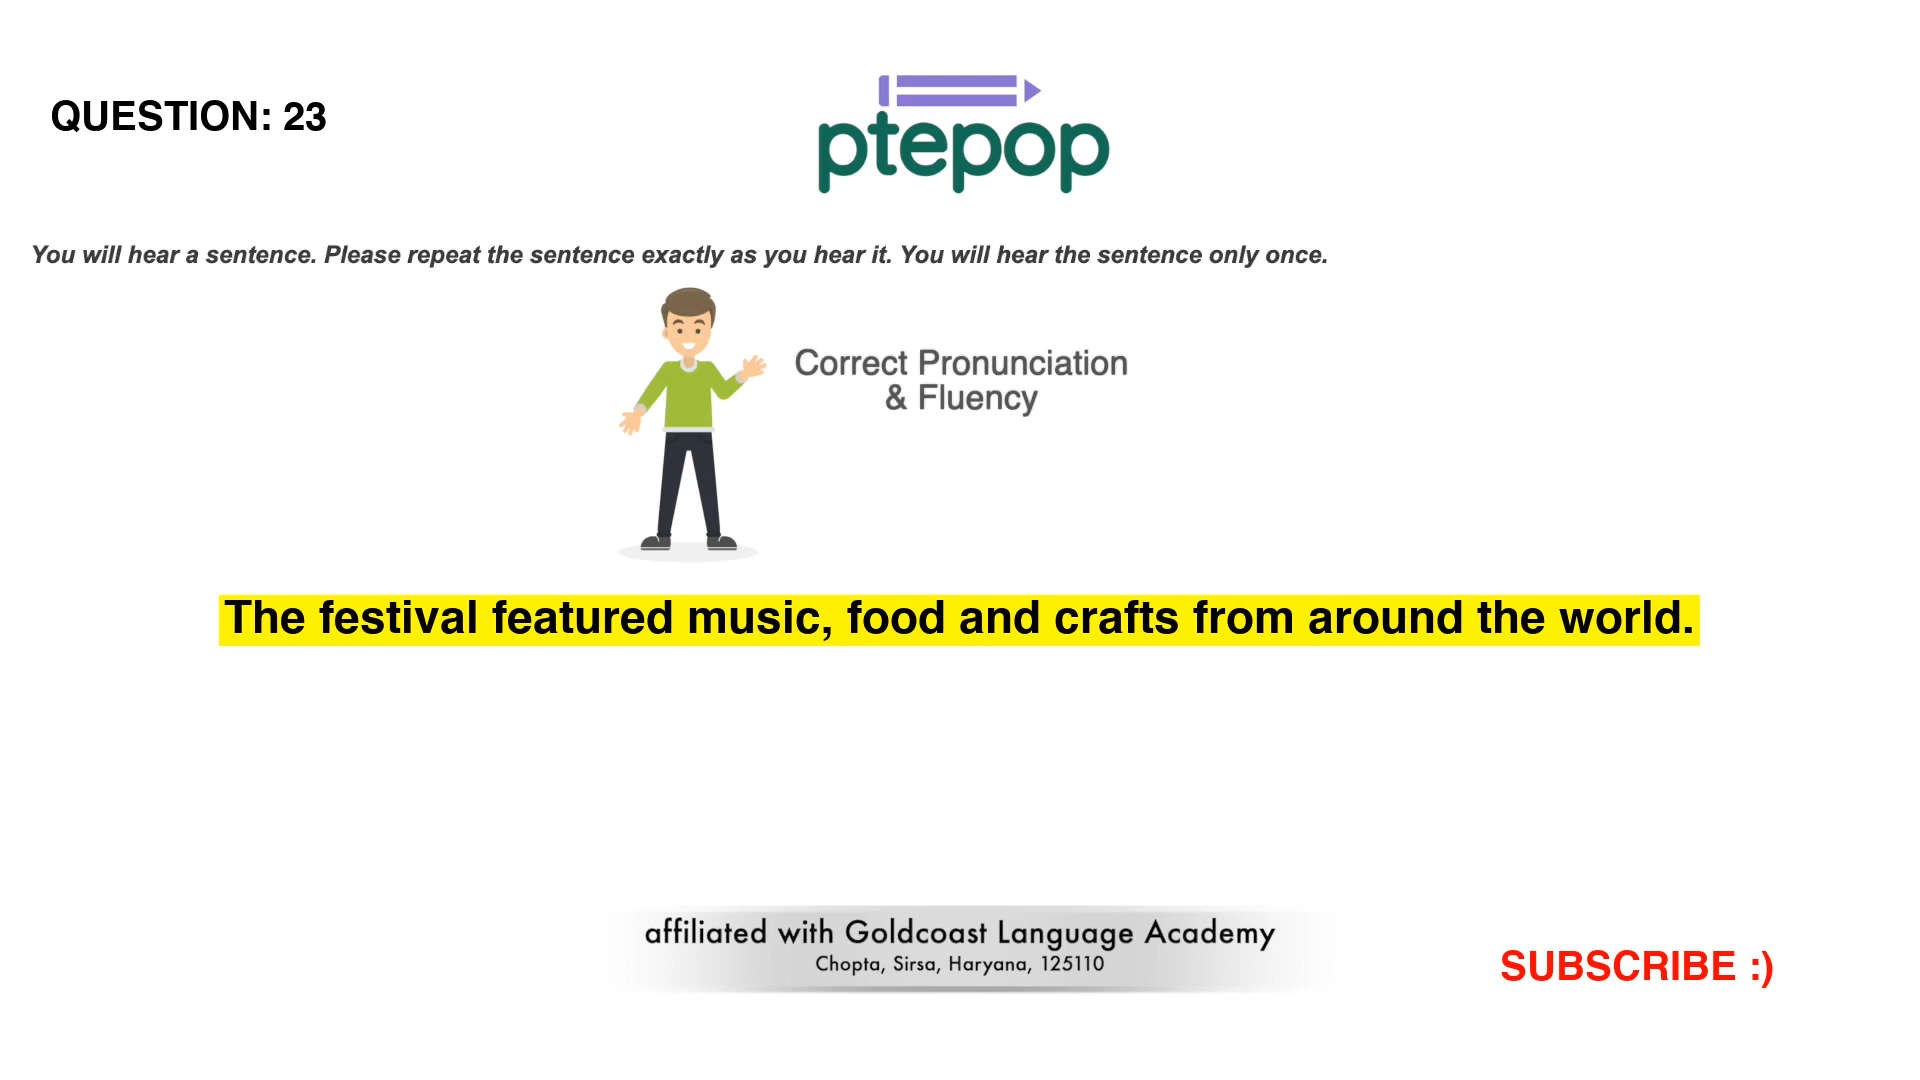 QUESTION: 23
ptepop
You will hear a sentence. Please repeat the sentence exactly as you hear it. You will hear the sentence only once.
Correct Pronunciation
& Fluency
The festival featured music, food and crafts from around the world.
affiliated with Goldcoast Language Academy
Chopta, Sirsa, Haryana, 125110
SUBSCRIBE :)